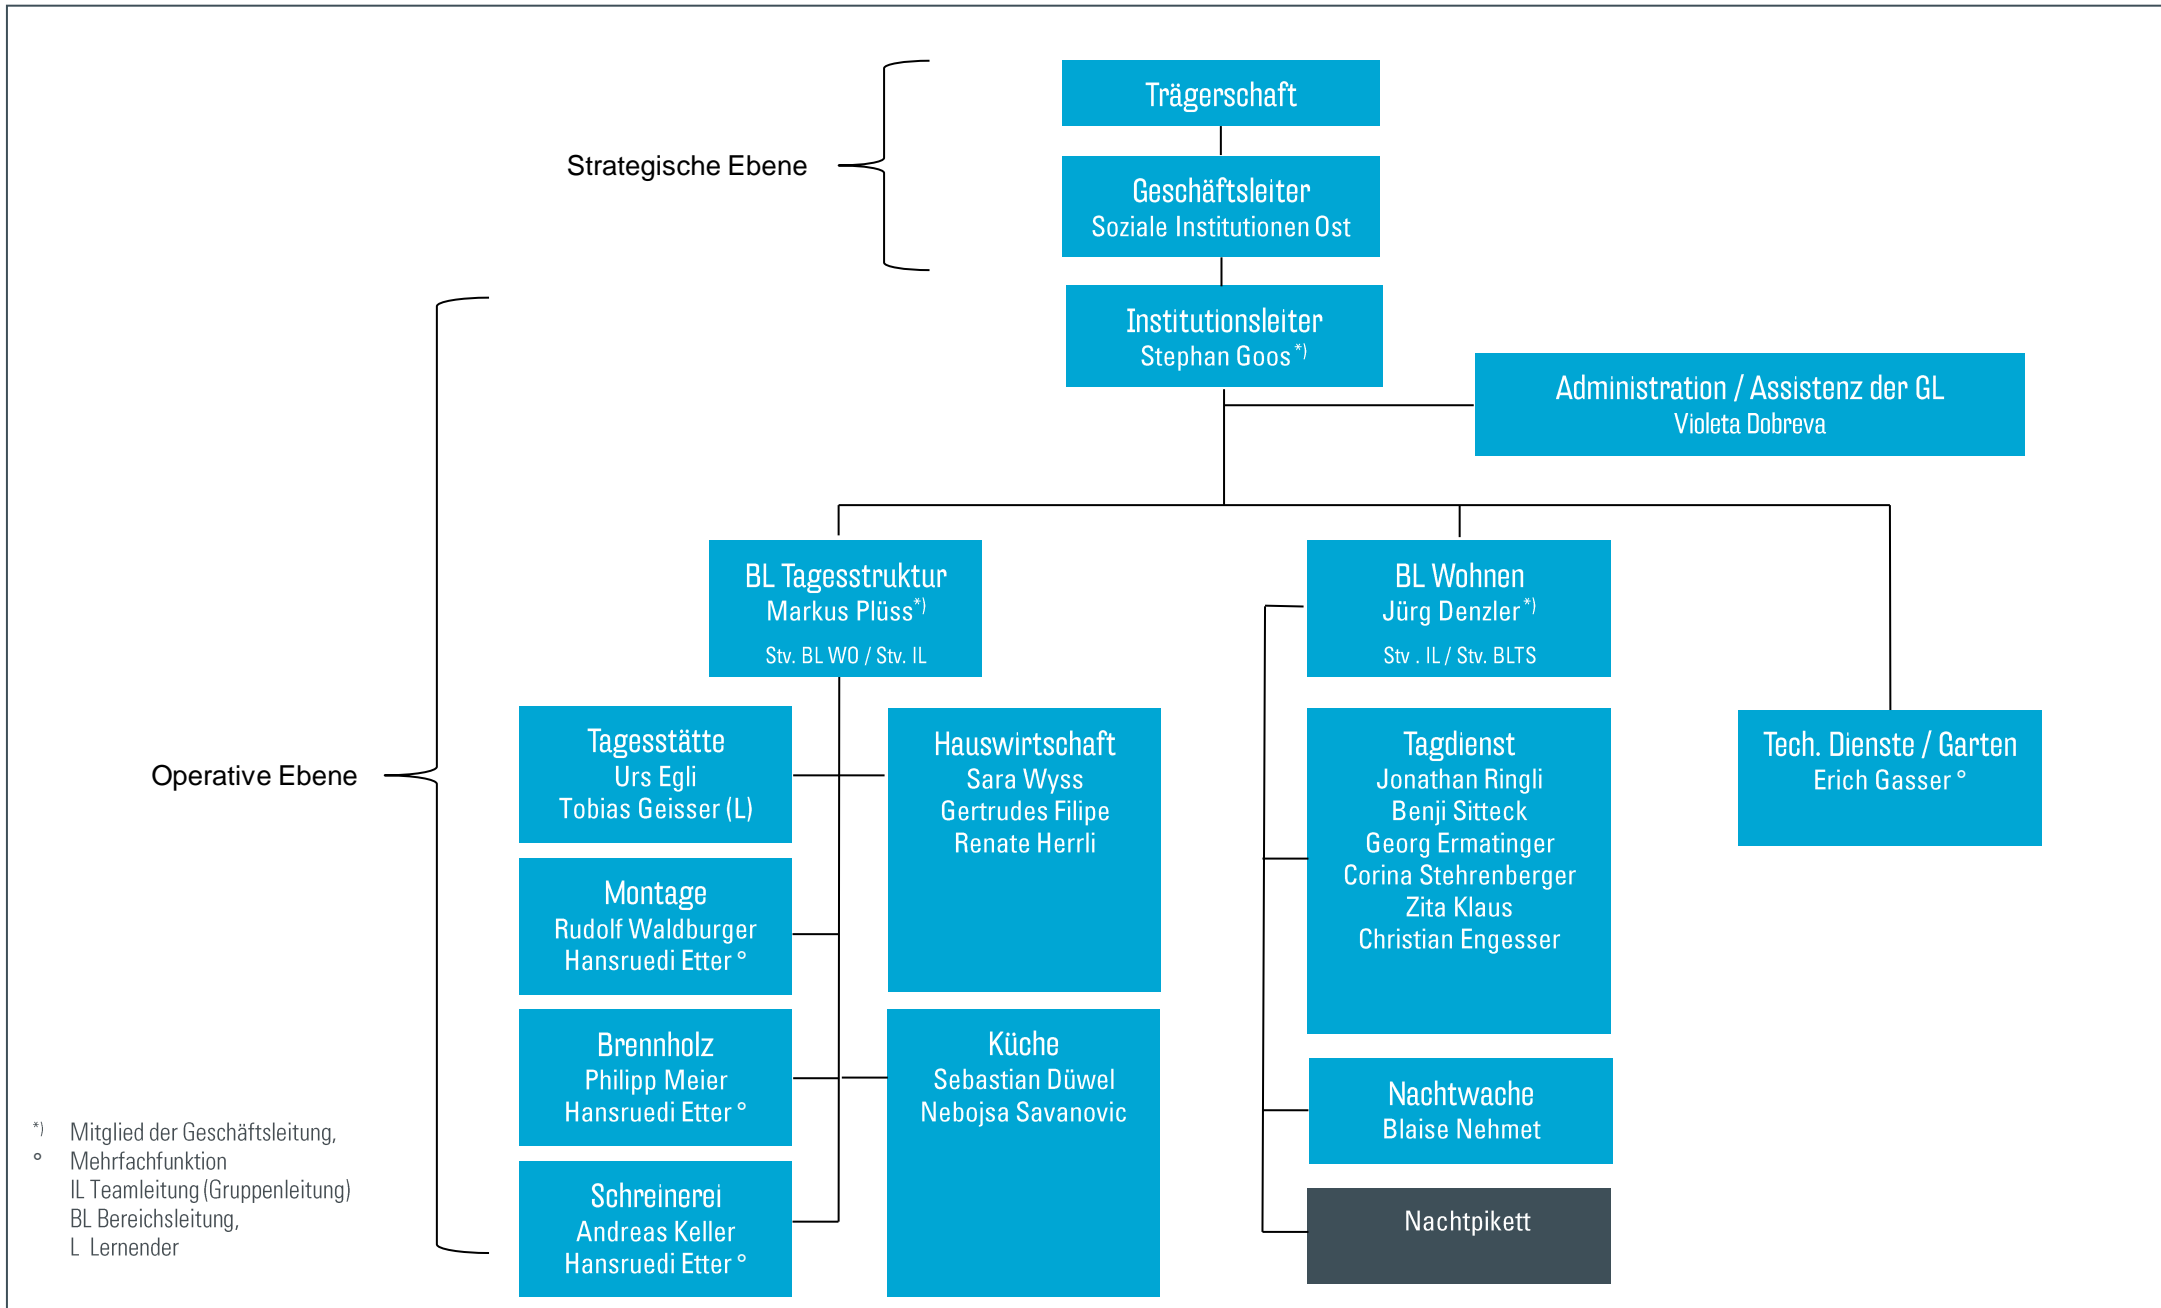 Trägerschaft
Strategische Ebene
Geschäftsleiter
Soziale Institutionen Ost
Institutionsleiter
Stephan Goos *)
Administration / Assistenz der GL
Violeta Dobreva
BL Tagesstruktur
Markus Plüss*)
Stv. BL WO / Stv. IL
BL Wohnen
Jürg Denzler *)
Stv . IL / Stv. BLTS
Operative Ebene
Tagesstätte
Urs Egli
Tobias Geisser (L)
Hauswirtschaft
Sara Wyss
Gertrudes Filipe
Renate Herrli
Tagdienst
Jonathan Ringli
Benji Sitteck
Georg Ermatinger
Corina Stehrenberger
Zita Klaus
Christian Engesser
Tech. Dienste / Garten
Erich Gasser °
Montage
Rudolf Waldburger
Hansruedi Etter °
Brennholz
Philipp Meier
Hansruedi Etter °
Küche
Sebastian Düwel
Nebojsa Savanovic
Nachtwache
Blaise Nehmet
Schreinerei
Andreas Keller
Hansruedi Etter °
Nachtpikett
*) Mitglied der Geschäftsleitung,
° Mehrfachfunktion
IL Teamleitung (Gruppenleitung)
BL Bereichsleitung,
L Lernender